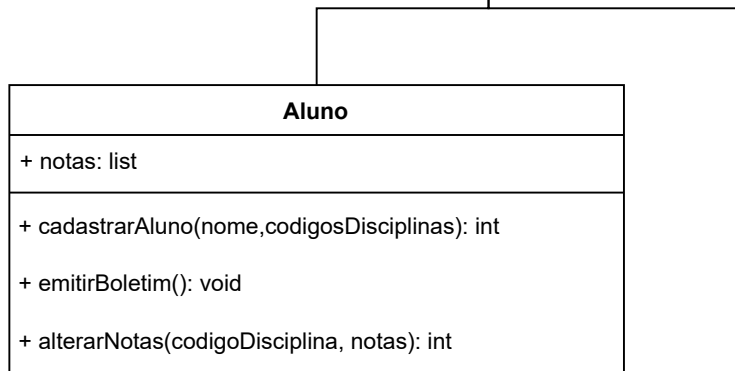 Aluno
+ notas: list
+ cadastrarAluno(nome,codigosDisciplinas): int
+ emitirBoletim(): void
+ alterarNotas(codigoDisciplina, notas): int